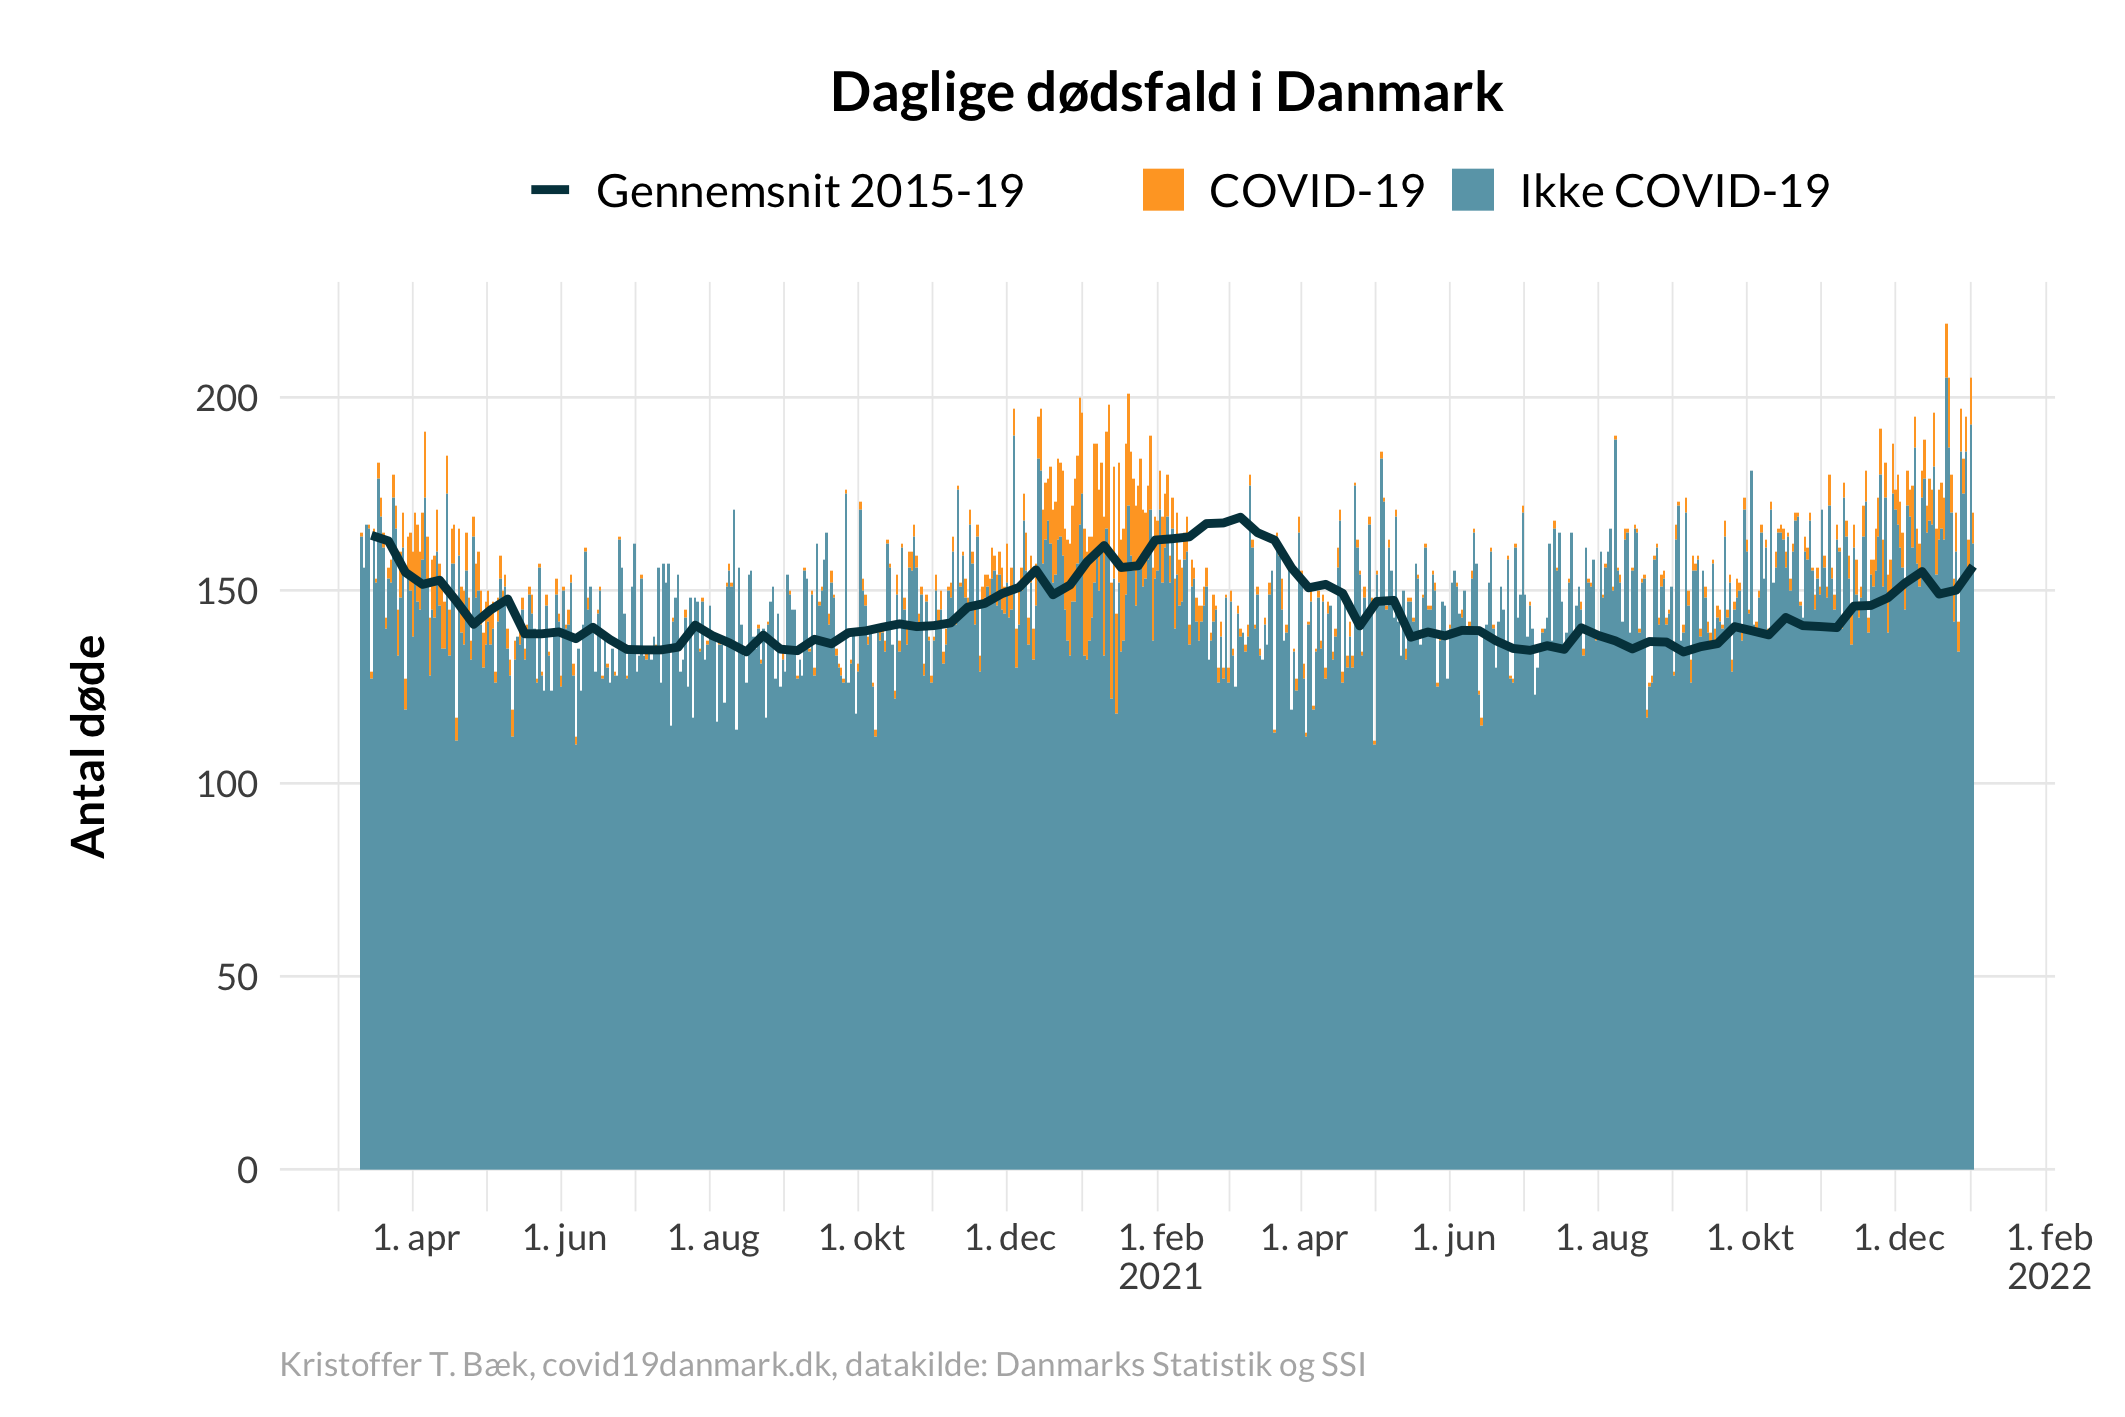 Daglige dødsfald i Danmark
Gennemsnit 2015-19 COVID-19 Ikke COVID-19
Antal døde
200
150
100
50
0
1. apr 1. jun 1. aug 1. okt 1. dec 1. feb 1. apr 1. jun 1. aug 1. okt 1. dec 1. feb
2021 2022
Kristoffer T. Bæk, covid19danmark.dk, datakilde: Danmarks Statistik og SSI